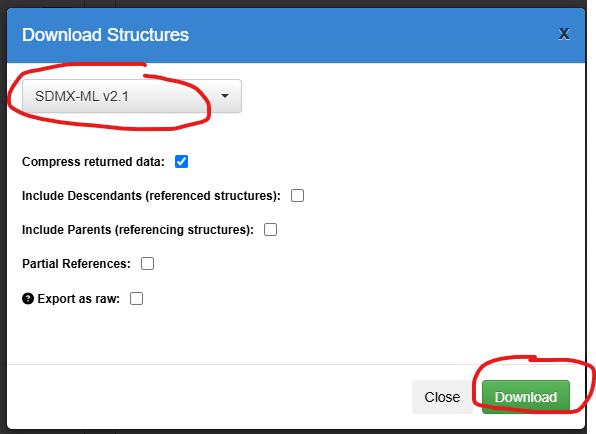 Download Structures X
SDMX-ML v2.1
Compress returned data:
Include Descendants (referenced structures):
Include Parents (referencing structures):
Partial References:
? Export as raw:
Close Download